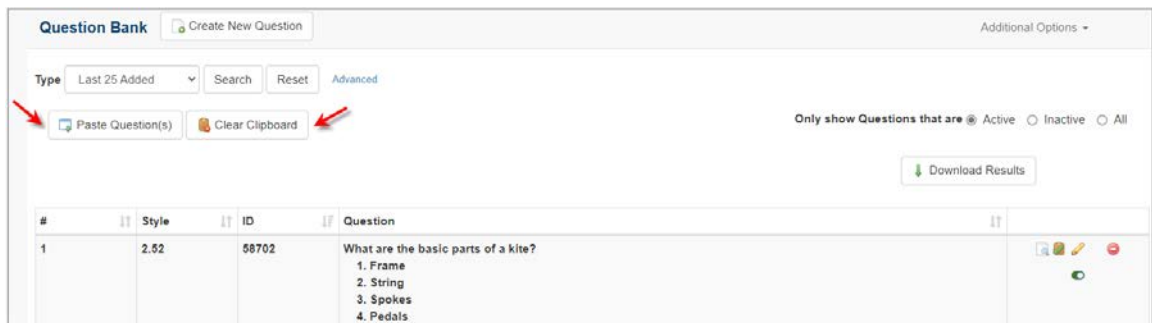 Question Bank Create New Question Additional Options
Type Last 25 Added Search Reset Advanced
Paste Question(s) Clear Clipboard Only show Questions that are Active Inactive All
Download Results
# Style ID Question
1 2.52 58702 What are the basic parts of a kite?
1. Frame
2. String
3. Spokes
4. Pedals